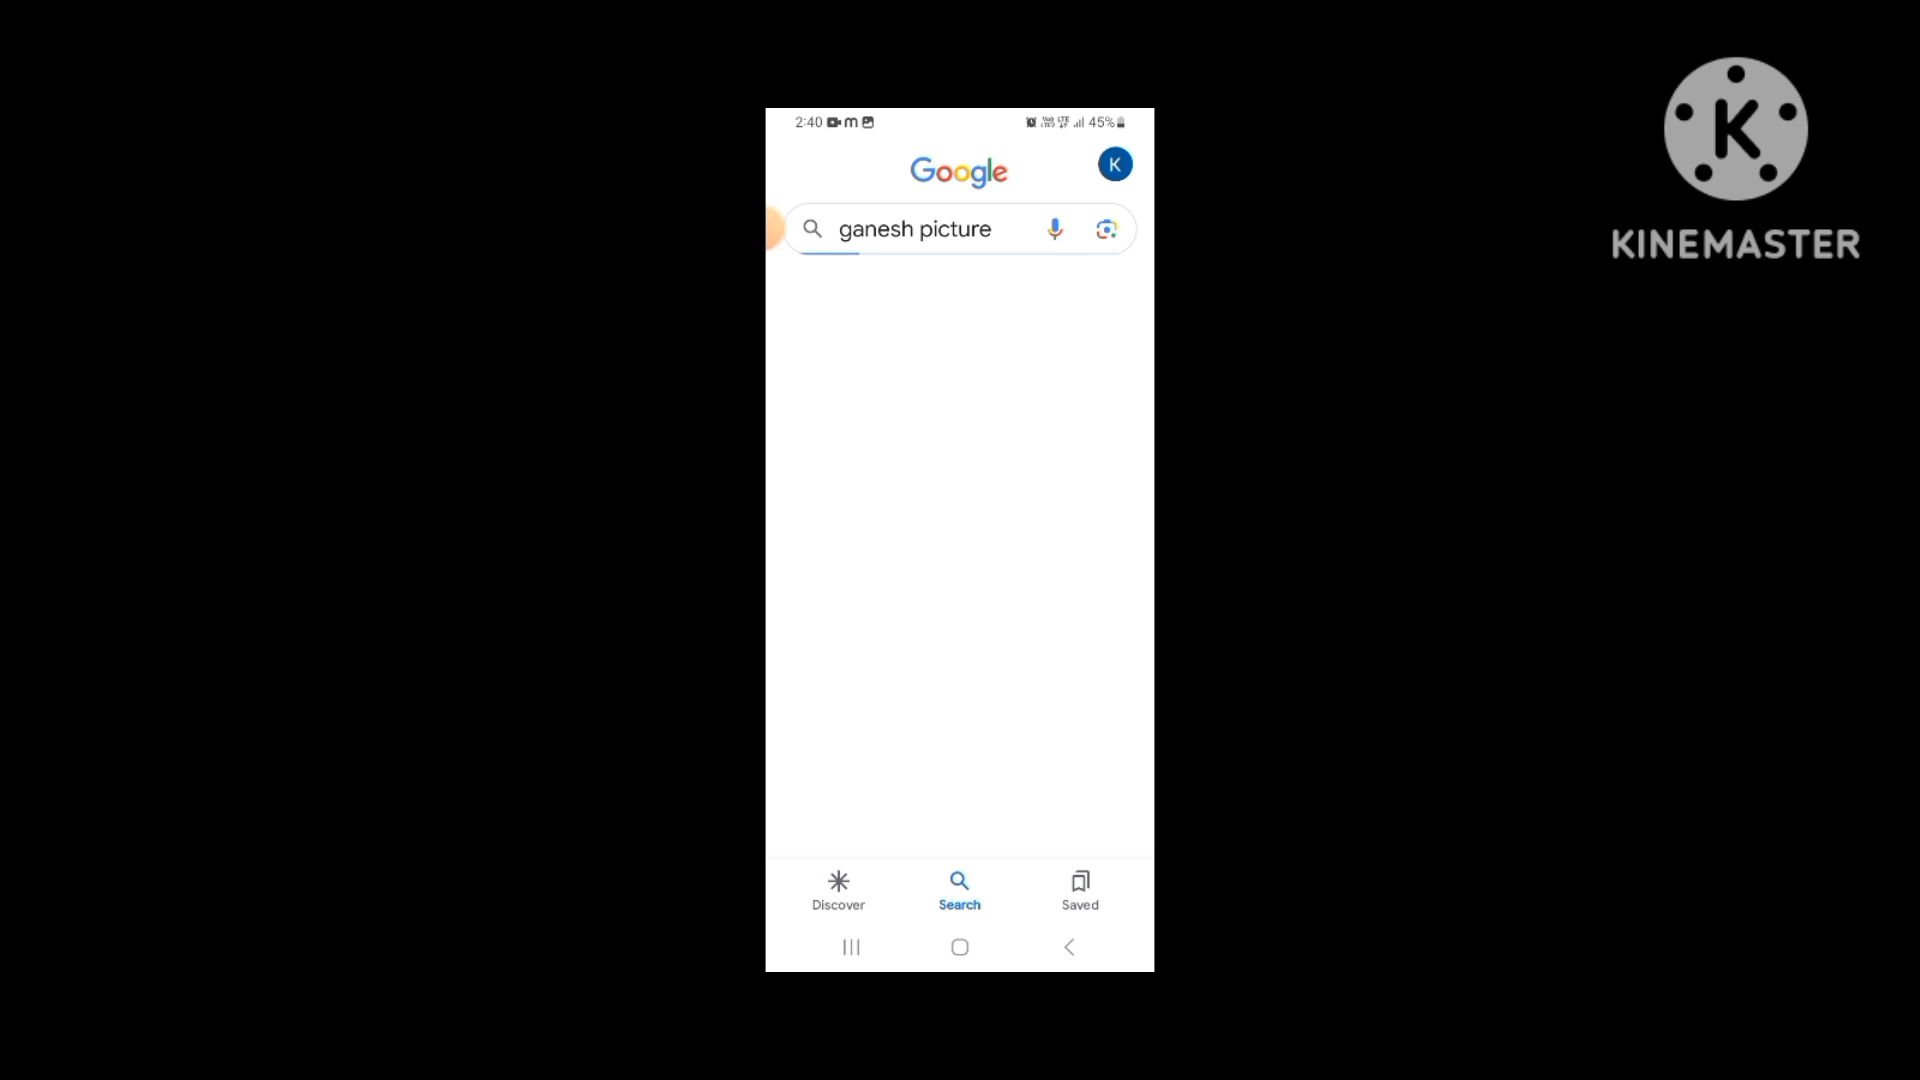 2:40 m 45%
Google
K
ganesh picture
Discover Search Saved
K
KINEMASTER